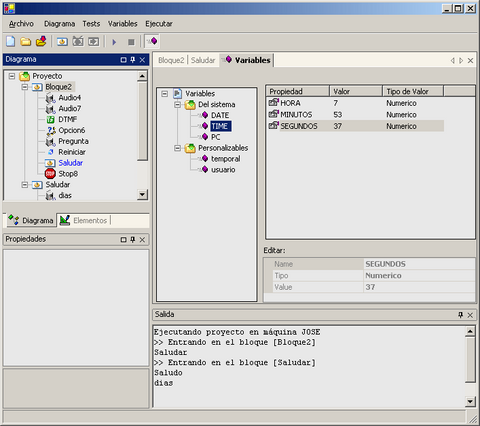 Archivo Diagrama Tests Variables Ejecutar
Diagrama
Proyecto
Bloque2
Audio4
Audio7
DTMF
Opcion6
Pregunta
Reiniciar
Saludar
Stop8
Saludar
dias
Diagrama Elementos
Propiedades
Bloque2 Saludar Variables
Variables
Del sistema
DATE
TIME
PC
Personalizables
temporal
usuario
Propiedad Valor Tipo de Valor
HORA 7 Numerico
MINUTOS 53 Numerico
SEGUNDOS 37 Numerico
Editar:
Name SEGUNDOS
Tipo Numerico
Value 37
Salida
Ejecutando proyecto en máquina JOSE
>> Entrando en el bloque [Bloque2]
Saludar
>> Entrando en el bloque [Saludar]
Saludo
dias